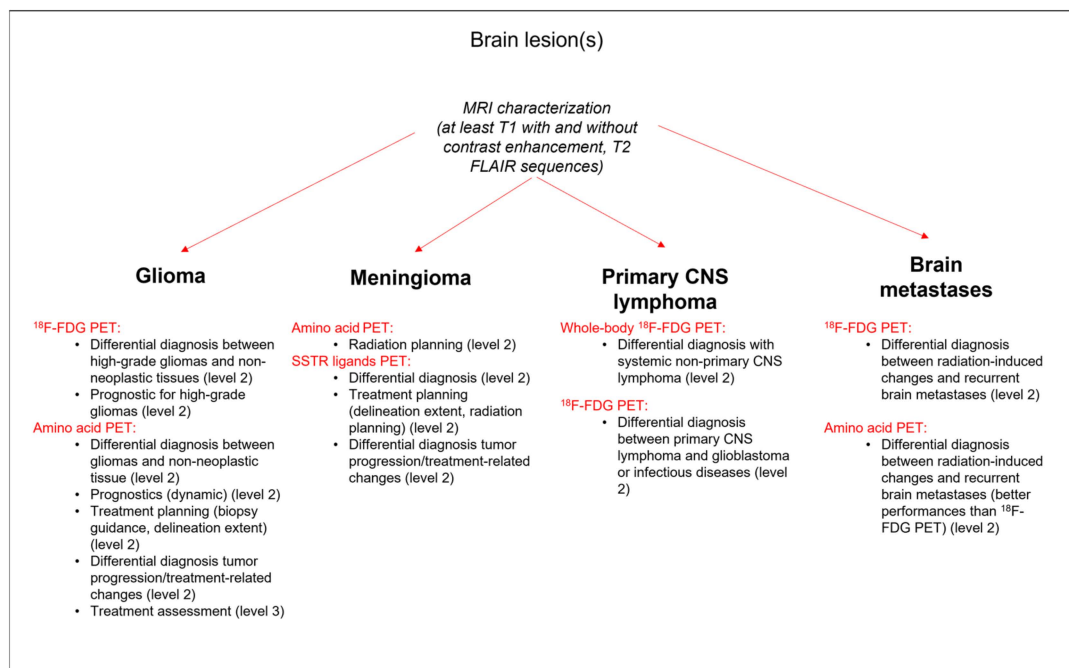 Brain lesion(s)
MRI characterization
(at least T1 with and without
contrast enhancement, T2
FLAIR sequences)
Glioma
¹⁸F-FDG PET:
• Differential diagnosis between
high-grade gliomas and non-
neoplastic tissues (level 2)
• Prognostic for high-grade
gliomas (level 2)
Amino acid PET:
• Differential diagnosis between
gliomas and non-neoplastic
tissue (level 2)
• Prognostics (dynamic) (level 2)
• Treatment planning (biopsy
guidance, delineation extent)
(level 2)
• Differential diagnosis tumor
progression/treatment-related
changes (level 2)
• Treatment assessment (level 3)
Meningioma
Amino acid PET:
• Radiation planning (level 2)
SSTR ligands PET:
• Differential diagnosis (level 2)
• Treatment planning
(delineation extent, radiation
planning) (level 2)
• Differential diagnosis tumor
progression/treatment-related
changes (level 2)
Primary CNS
lymphoma
Whole-body ¹⁸F-FDG PET:
• Differential diagnosis with
systemic non-primary CNS
lymphoma (level 2)
¹⁸F-FDG PET:
• Differential diagnosis
between primary CNS
lymphoma and glioblastoma
or infectious diseases (level
2)
Brain
metastases
¹⁸F-FDG PET:
• Differential diagnosis
between radiation-induced
changes and recurrent
brain metastases (level 2)
Amino acid PET:
• Differential diagnosis
between radiation-induced
changes and recurrent
brain metastases (better
performances than ¹⁸F-
FDG PET) (level 2)